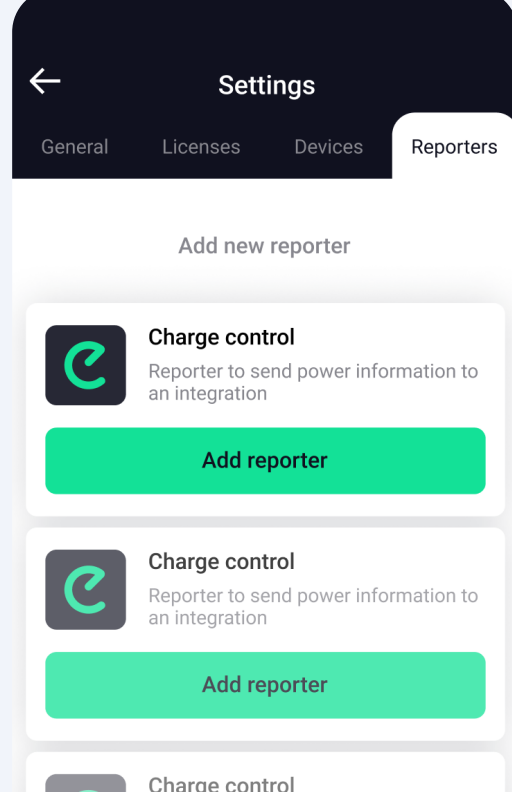 Settings
General Licenses Devices Reporters
Add new reporter
Charge control
Reporter to send power information to
an integration
Add reporter
Charge control
Reporter to send power information to
an integration
Add reporter
Charge control